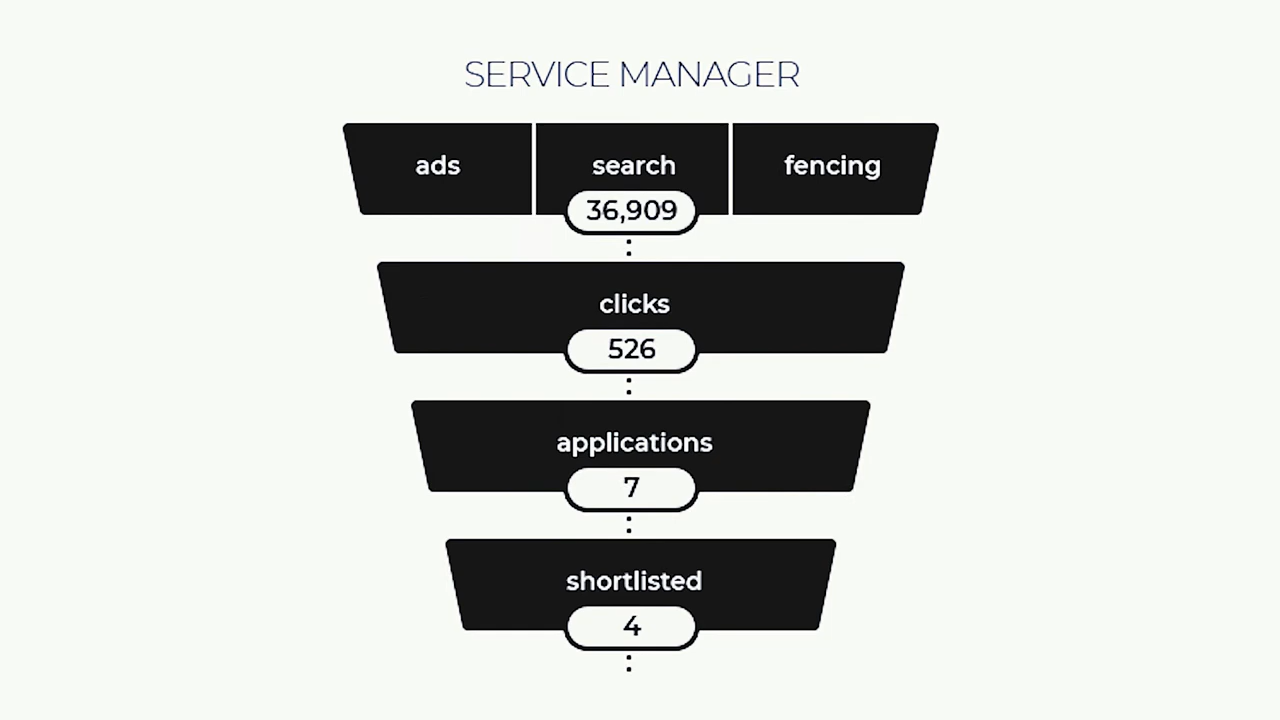 SERVICE MANAGER
ads search fencing
36,909
clicks
526
applications
7
shortlisted
4